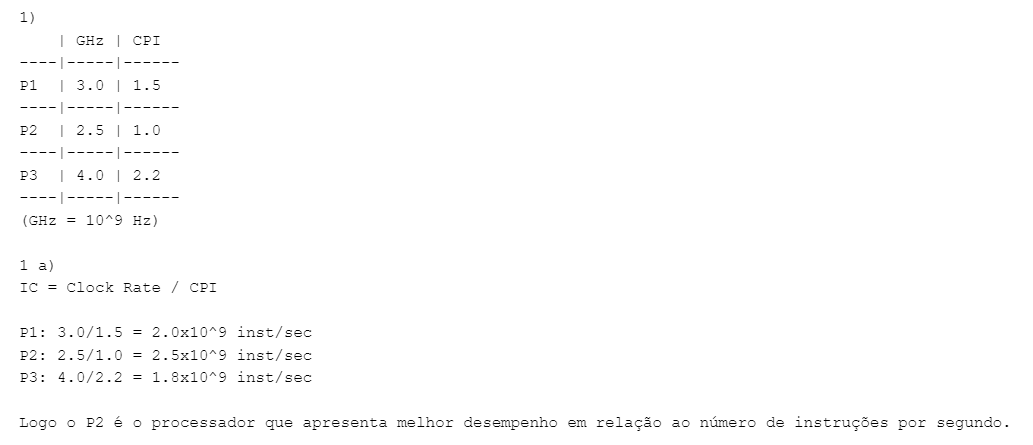 1)
    | GHz | CPI
----|-----|------
P1  | 3.0 | 1.5
----|-----|------
P2  | 2.5 | 1.0
----|-----|------
P3  | 4.0 | 2.2
----|-----|------
(GHz = 10^9 Hz)

1 a)
IC = Clock Rate / CPI

P1: 3.0/1.5 = 2.0x10^9 inst/sec
P2: 2.5/1.0 = 2.5x10^9 inst/sec
P3: 4.0/2.2 = 1.8x10^9 inst/sec

Logo o P2 é o processador que apresenta melhor desempenho em relação ao número de instruções por segundo.